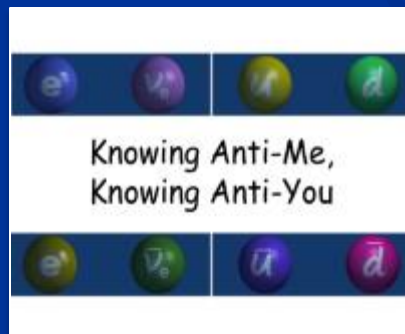 e ν u d
Knowing Anti-Me,
Knowing Anti-You
e ν̅ u̅ d̅